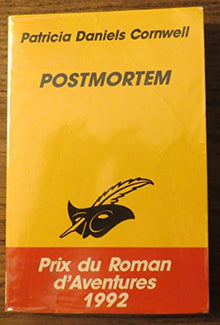 Patricia Daniels Cornwell
POSTMORTEM
Prix du Roman
d'Aventures
1992